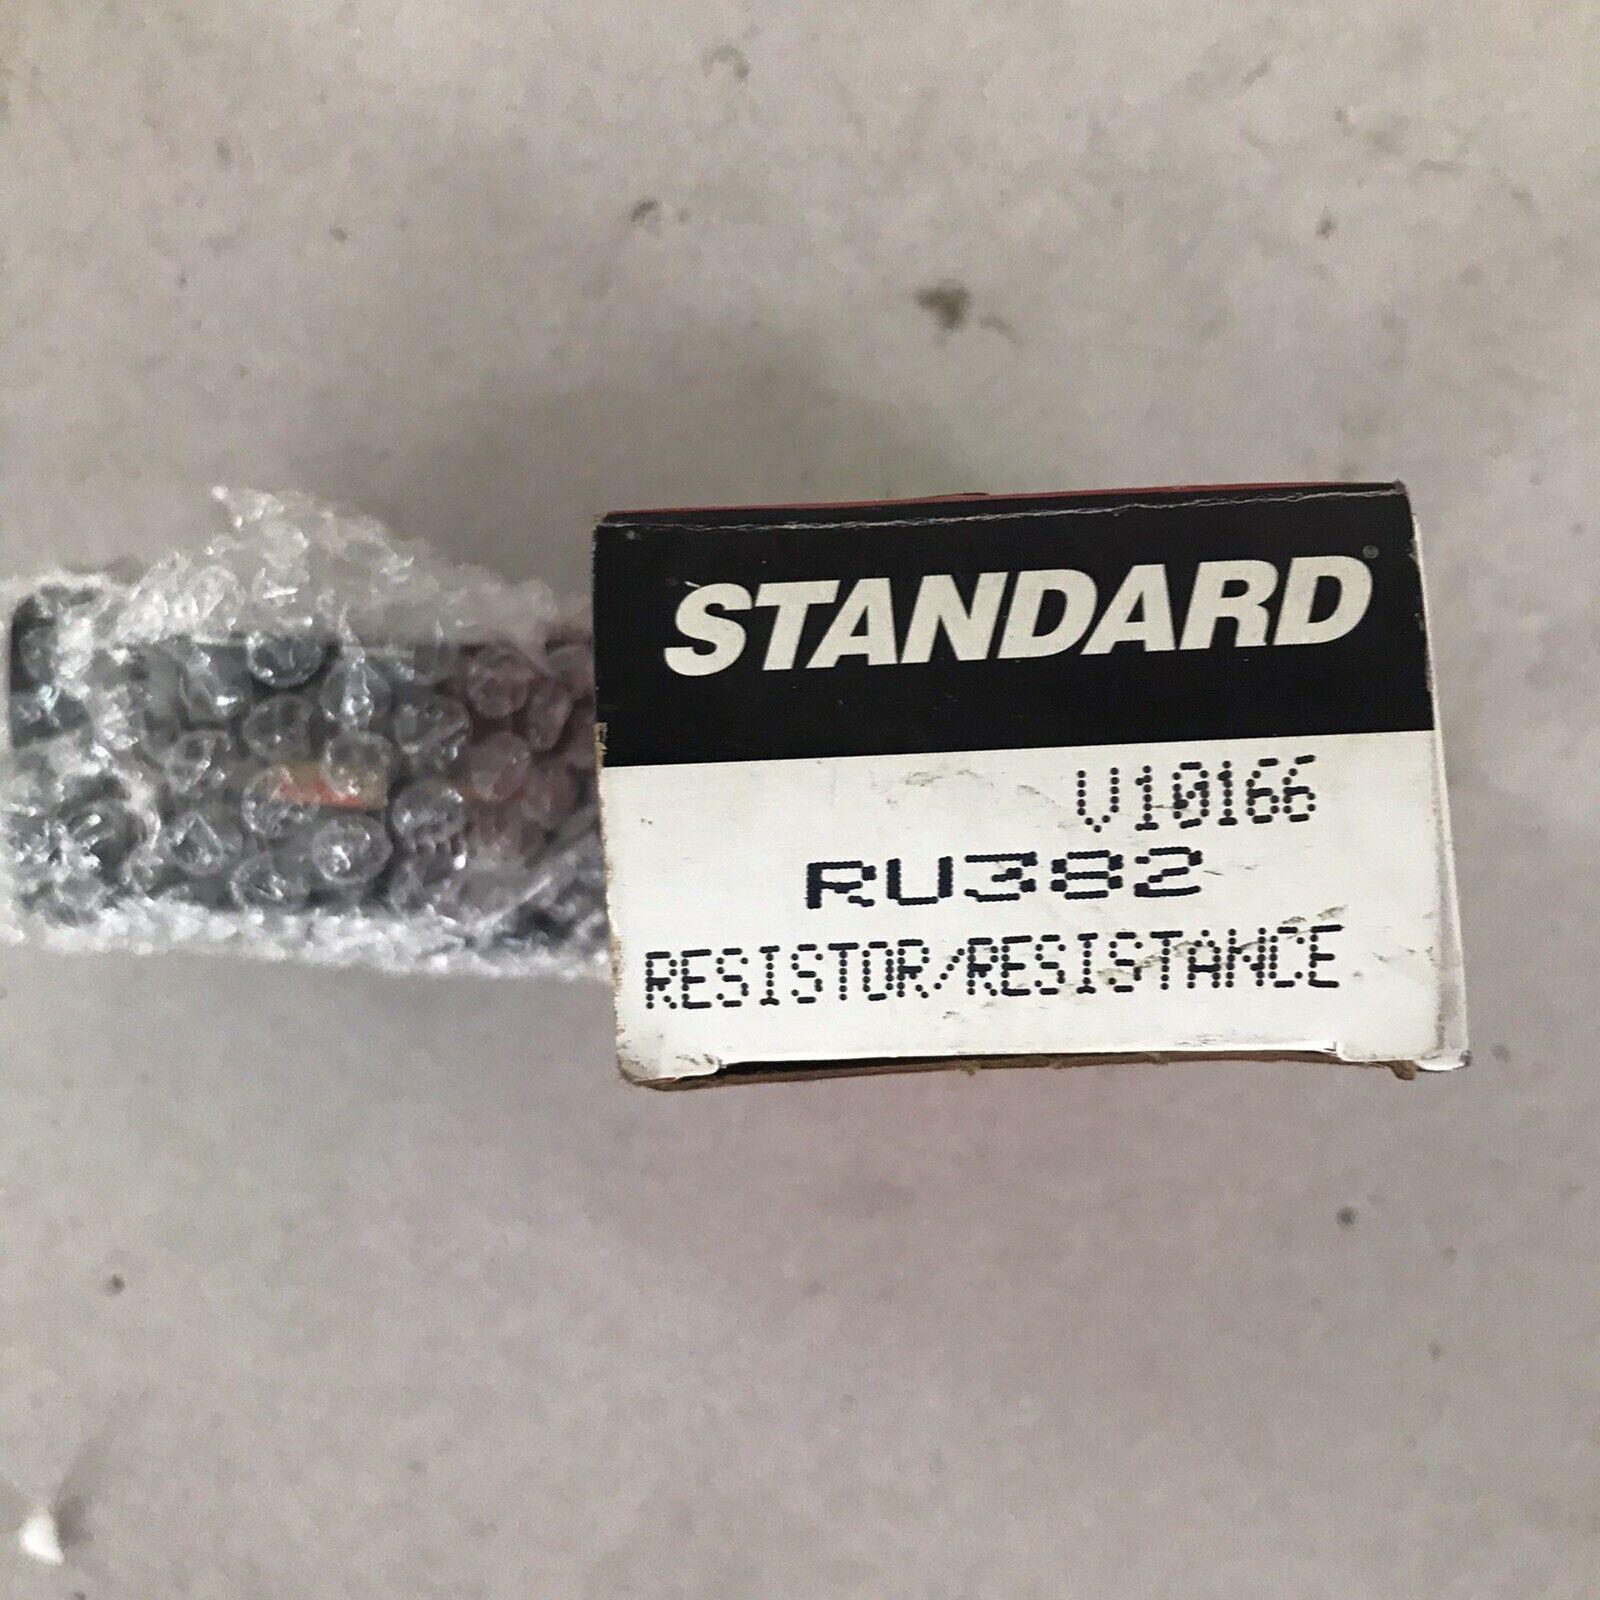 STANDARD®
V10166
RU382
RESISTOR/RESISTANCE